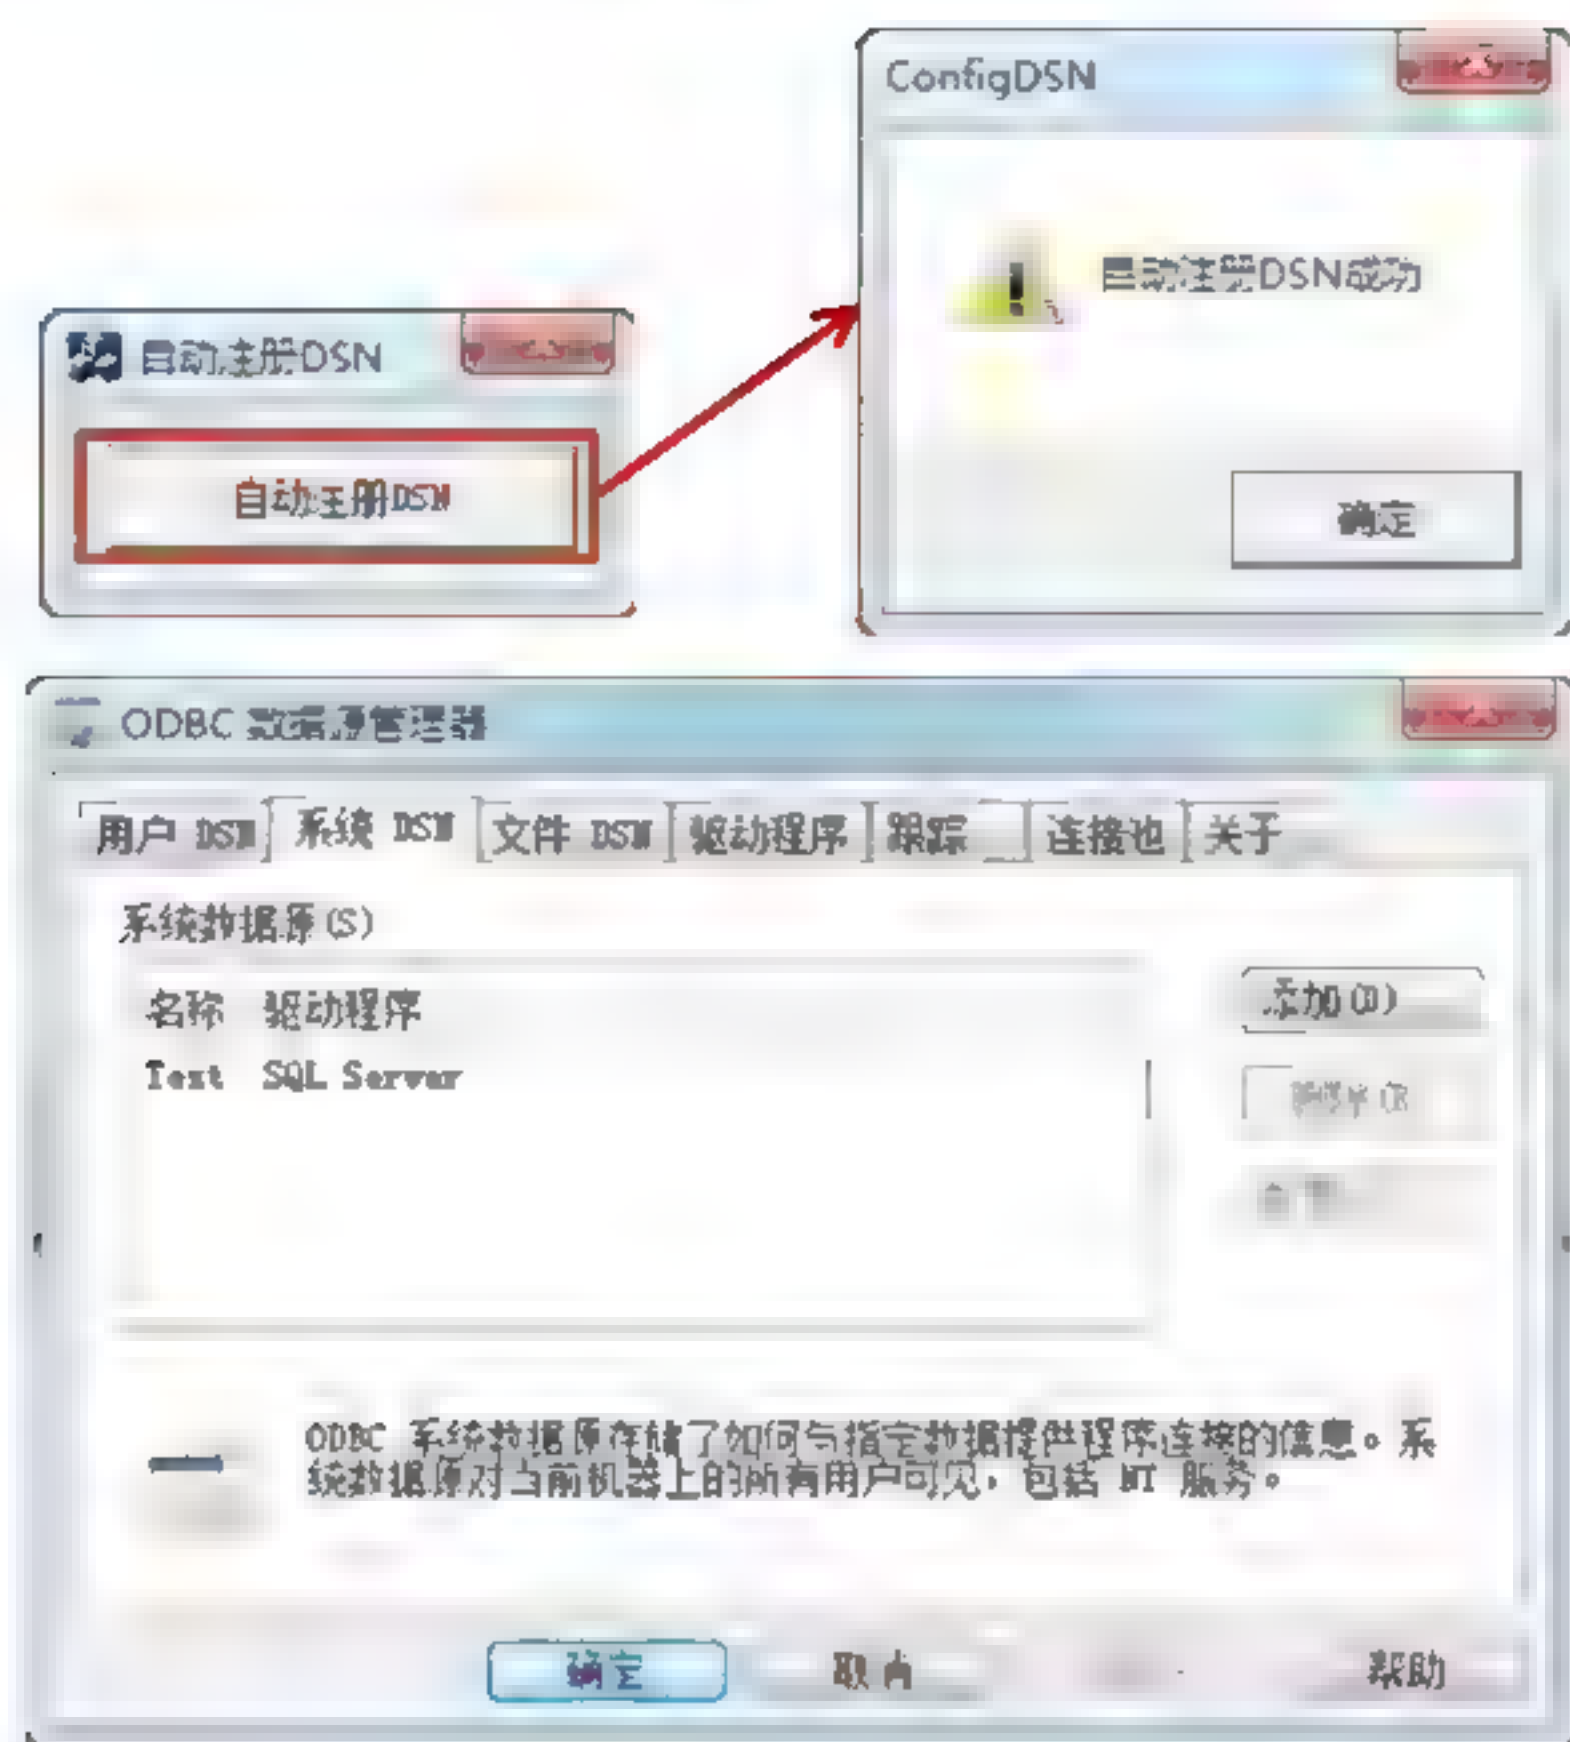 ConfigDSN
自动注册DSN成功
自动注册DSN
自动注册DSN
确定
ODBC 数据源管理器
用户 DSN 系统 DSN 文件 DSN 驱动程序 跟踪 连接池 关于
系统数据源(S)
名称 驱动程序
添加(D)
Text SQL Server
ODBC 系统数据源存储了如何与指定数据提供程序连接的信息。系
统数据源对当前机器上的所有用户可见，包括 NT 服务。
确定 取消 帮助